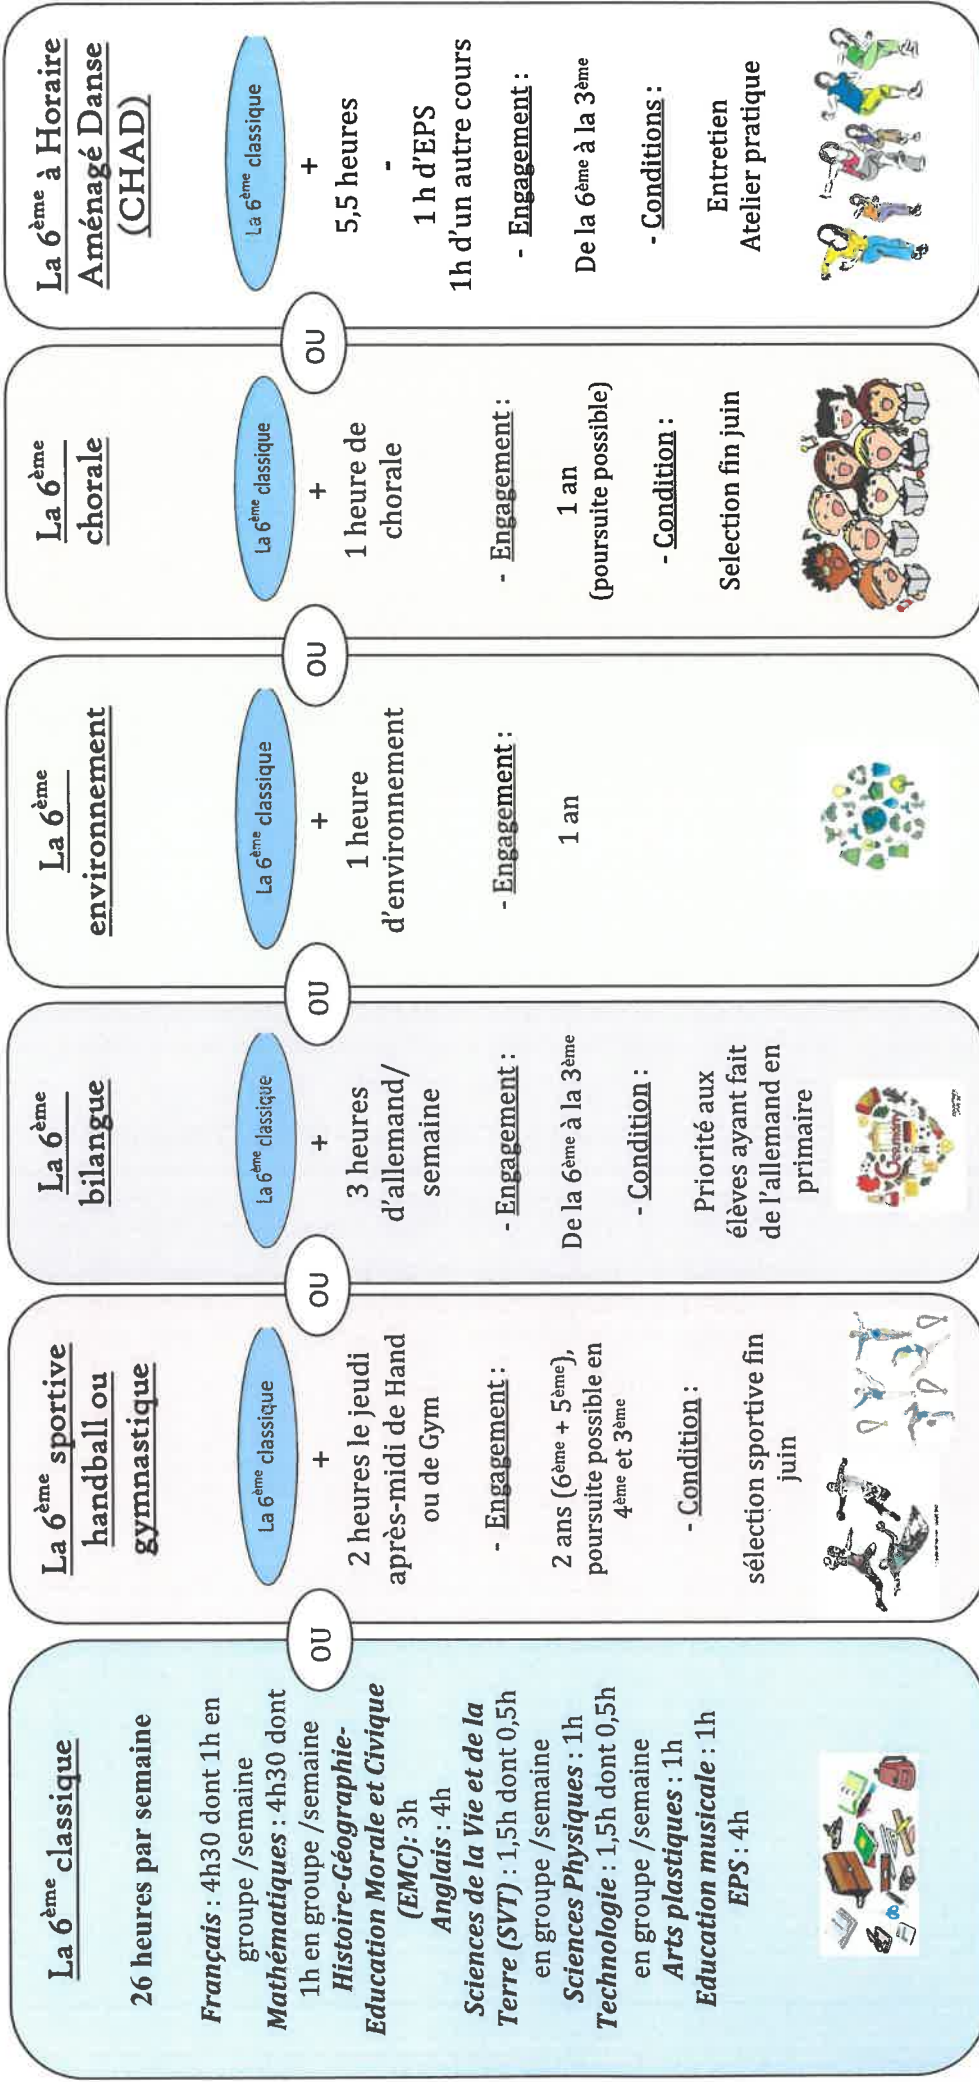 La 6ème classique
26 heures par semaine
Français : 4h30 dont 1h en
groupe /semaine
Mathématiques : 4h30 dont
1h en groupe /semaine
Histoire-Géographie-
Education Morale et Civique
(EMC): 3h
Anglais : 4h
Sciences de la Vie et de la
Terre (SVT) : 1,5h dont 0,5h
en groupe /semaine
Sciences Physiques : 1h
Technologie : 1,5h dont 0,5h
en groupe /semaine
Arts plastiques : 1h
Education musicale : 1h
EPS : 4h
OU
La 6ème sportive
handball ou
gymnastique
La 6ème classique
+
2 heures le jeudi
après-midi de Hand
ou de Gym
- Engagement :
2 ans (6ème + 5ème),
poursuite possible en
4ème et 3ème
- Condition :
sélection sportive fin
juin
OU
La 6ème
bilangue
La 6ème classique
+
3 heures
d'allemand/
semaine
- Engagement :
De la 6ème à la 3ème
- Condition :
Priorité aux
élèves ayant fait
de l'allemand en
primaire
Germany
OU
La 6ème
environnement
La 6ème classique
+
1 heure
d'environnement
- Engagement :
1 an
OU
La 6ème
chorale
La 6ème classique
+
1 heure de
chorale
- Engagement :
1 an
(poursuite possible)
- Condition :
Selection fin juin
OU
La 6ème à Horaire
Aménagé Danse
(CHAD)
La 6ème classique
+
5,5 heures
-
1 h d'EPS
1h d'un autre cours
- Engagement :
De la 6ème à la 3ème
- Conditions :
Entretien
Atelier pratique